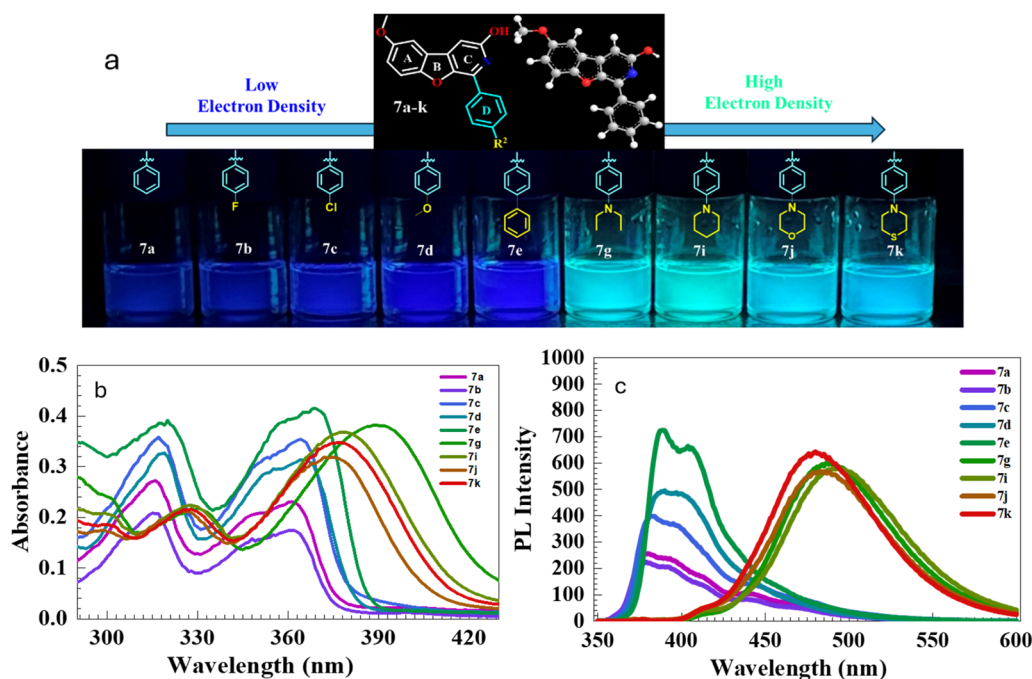 a
Low
Electron Density
O
OH
A
B
C
N
O
D
7a-k
R²
High
Electron Density
F
Cl
O
N
N
N
O
N
S
7a
7b
7c
7d
7e
7g
7i
7j
7k
b
0.5
0.4
0.3
0.2
0.1
0.0
Absorbance
7a
7b
7c
7d
7e
7g
7i
7j
7k
300
330
360
390
420
Wavelength (nm)
c
1000
900
800
700
600
500
400
300
200
100
0
PL Intensity
7a
7b
7c
7d
7e
7g
7i
7j
7k
350
400
450
500
550
600
Wavelength (nm)